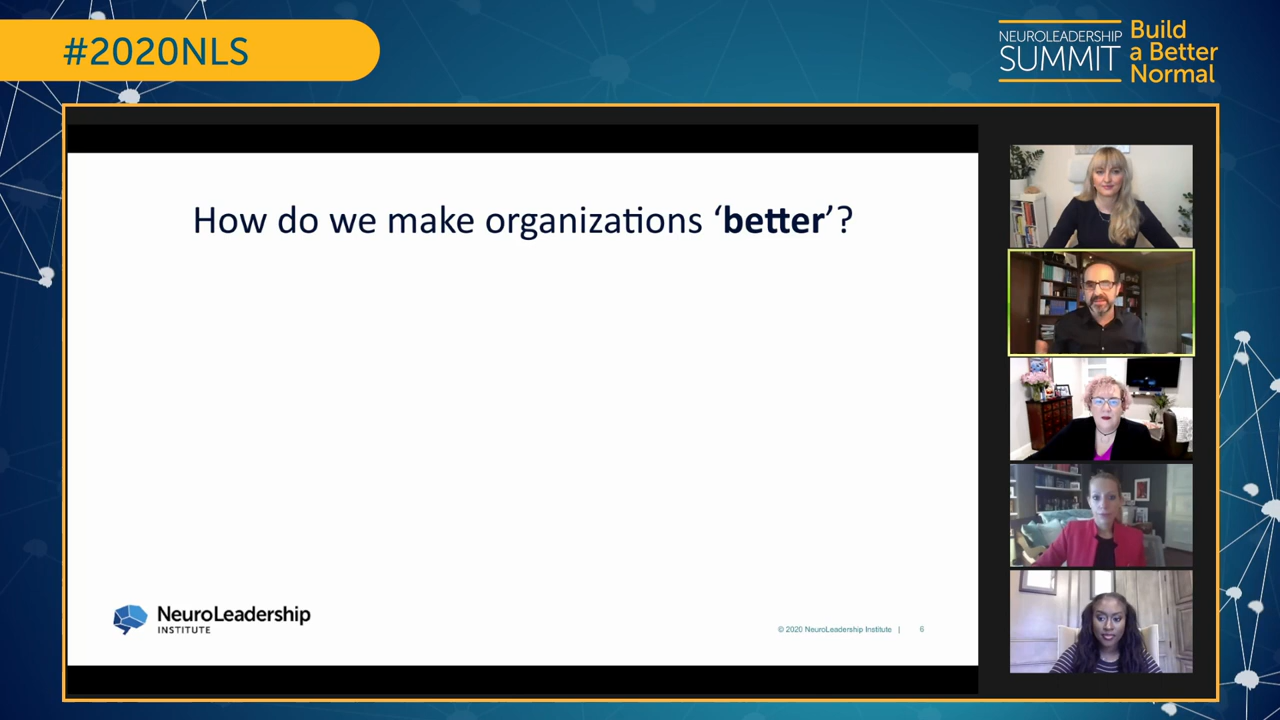 #2020NLS
NEUROLEADERSHIP
SUMMIT
Build
a Better
Normal
How do we make organizations ‘better’?
NeuroLeadership
INSTITUTE
© 2020 NeuroLeadership Institute | 6